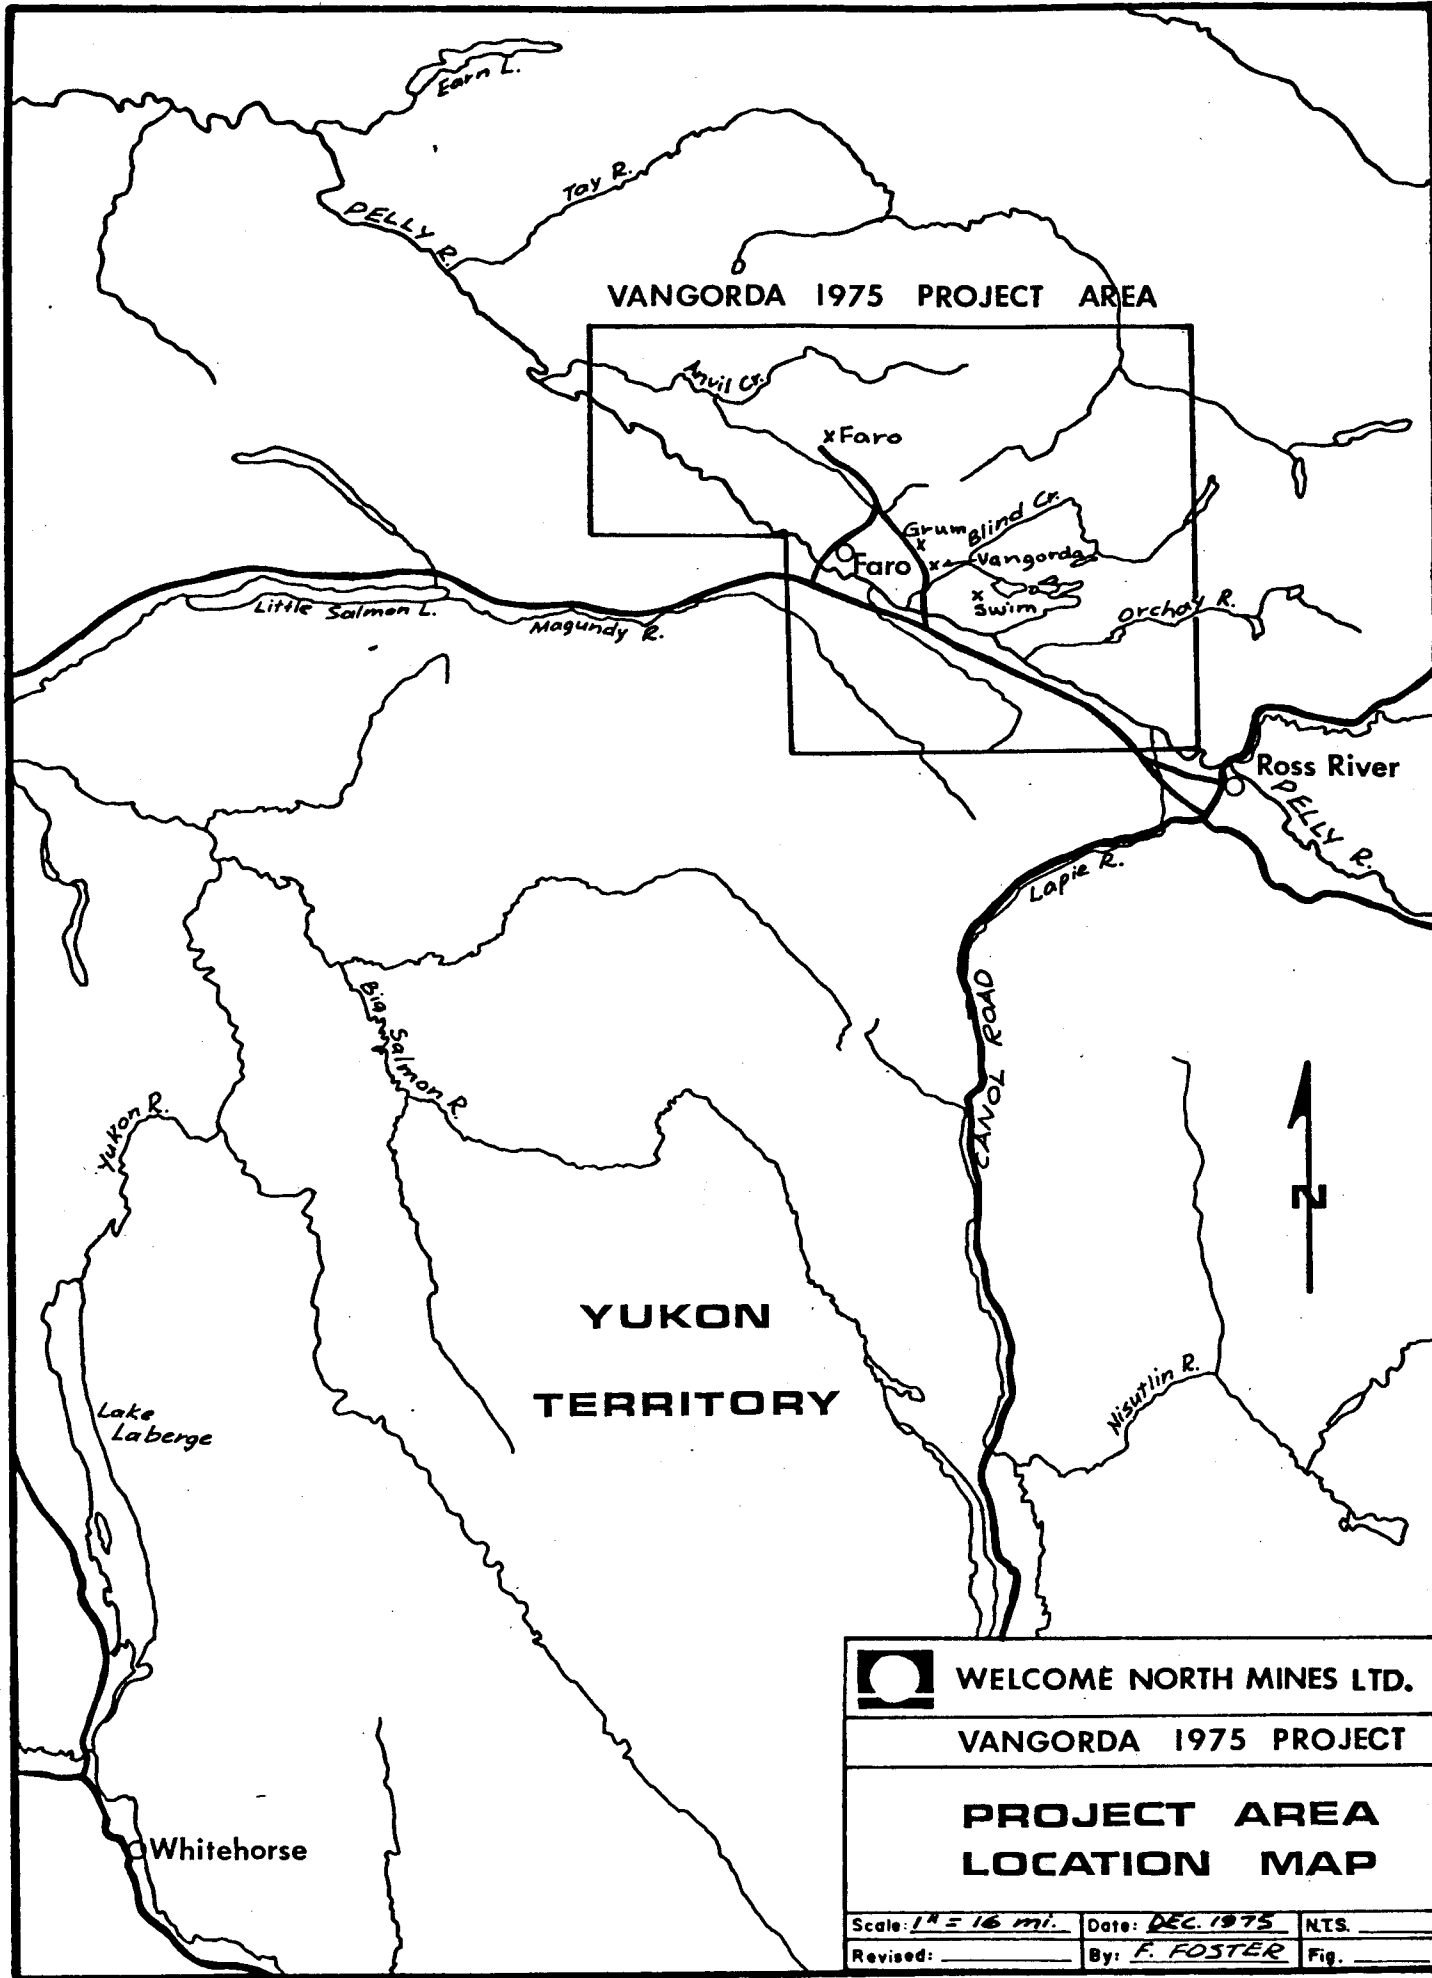 Earn L.
Tay R.
PELLY R.
VANGORDA 1975 PROJECT AREA
Anvil Cr.
xFaro
Grum
x
Blind Cr.
Faro
x
Vangorda
x
Swim
Orchay R.
Little Salmon L.
Magundy R.
Ross River
PELLY R.
Lapie R.
CANOL ROAD
Big Salmon R.
Yukon R.
N
YUKON
TERRITORY
Nisutlin R.
Lake
Laberge
Whitehorse
WELCOME NORTH MINES LTD.
VANGORDA 1975 PROJECT
PROJECT AREA
LOCATION MAP
Scale: 1" = 16 mi. Date: DEC. 1975 N.T.S.
Revised: By: F. FOSTER Fig.